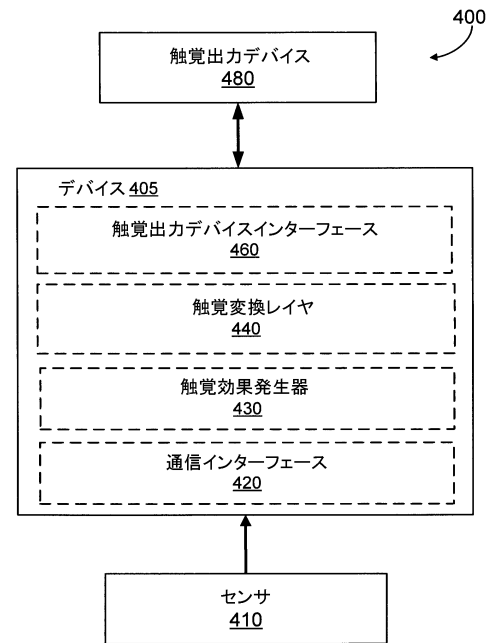 400
触覚出力デバイス
480
デバイス 405
触覚出力デバイスインターフェース
460
触覚変換レイヤ
440
触覚効果発生器
430
通信インターフェース
420
センサ
410